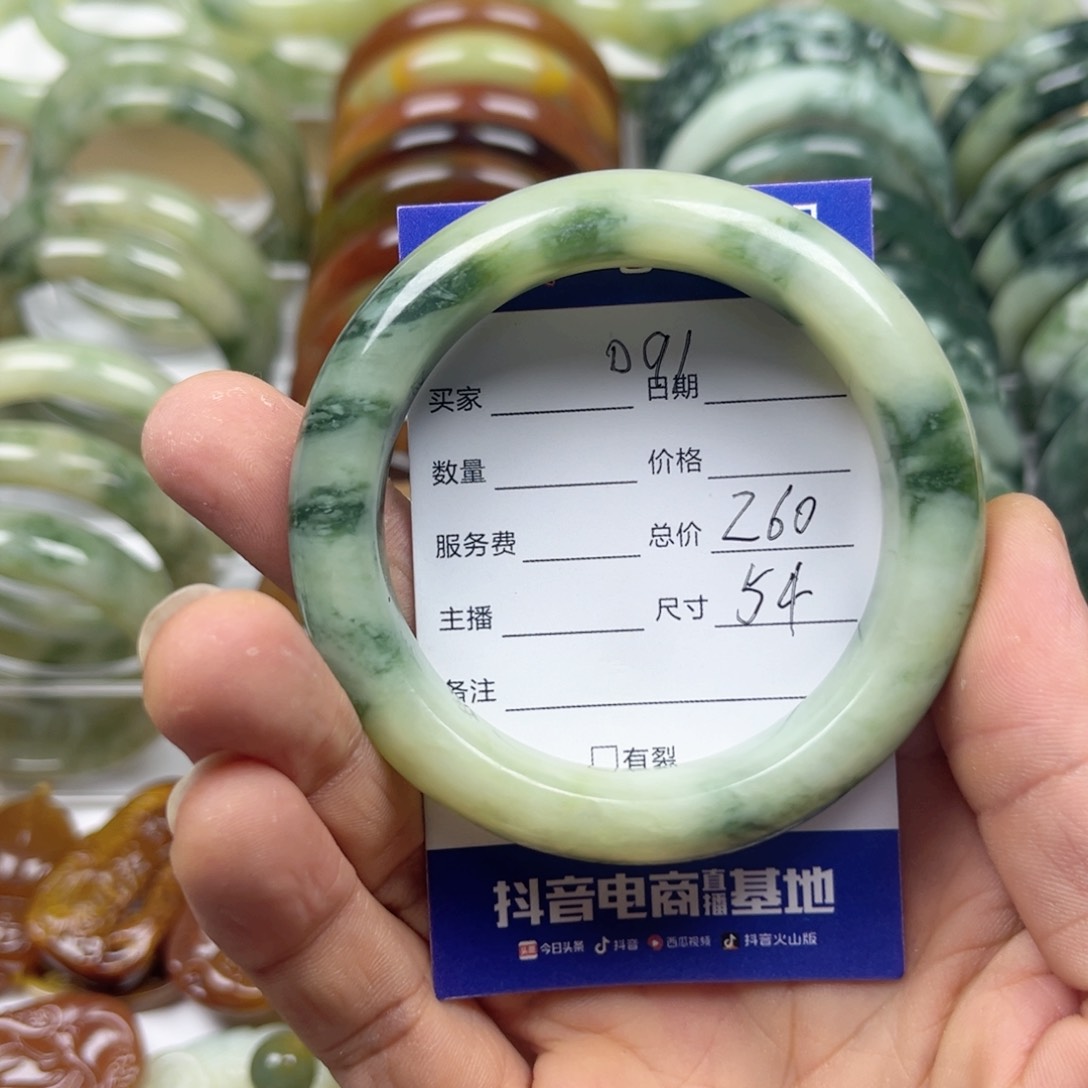 D91
买家 日期
数量 价格
服务费 总价 260
主播 尺寸 54
备注
有裂
抖音电商直播基地
今日头条 抖音 西瓜视频 抖音火山版